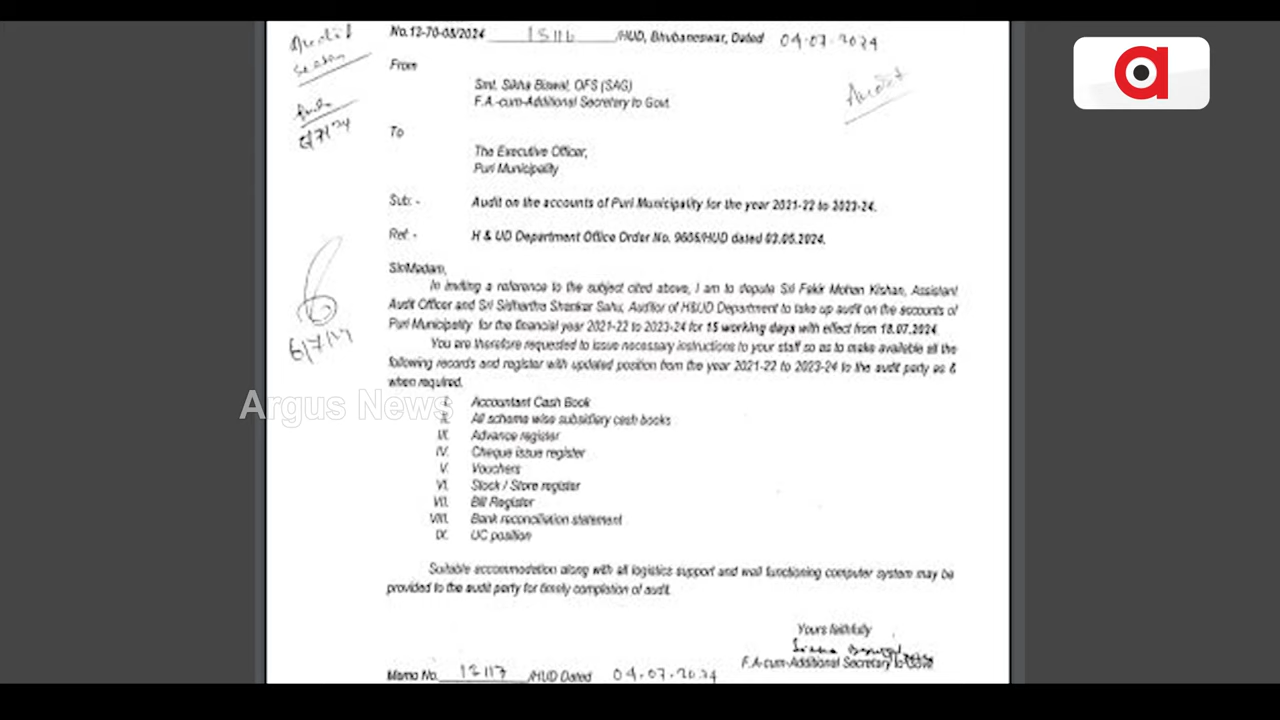 Audit
Section
6/7/24
a
No.12-70-08/2024 15116 /HUD, Bhubaneswar, Dated 04.07.2024
Audit
From
Smt. Sikha Biswal, OFS (SAG)
F.A.-cum-Additional Secretary to Govt.
To
The Executive Officer,
Puri Municipality
Sub: - Audit on the accounts of Puri Municipality for the year 2021-22 to 2023-24.
Ref: - H & UD Department Office Order No. /HUD dated 03.05.2024.
Sir/Madam,
In inviting a reference to the subject cited above, I am to depute Sri Fakir Mohan Kishan, Assistant
Audit Officer and Sri Sidhartha Shankar Sahu, Auditor of H&UD Department to take up audit on the accounts of
Puri Municipality for the financial year 2021-22 to 2023-24 for 15 working days with effect from 18.07.2024.
You are therefore requested to issue necessary instructions to your staff so as to make available all the
following records and register with updated position from the year 2021-22 to 2023-24 to the audit party as &
when required.
Argus News
I. Accountant Cash Book
II. All scheme wise subsidiary cash books
III. Advance register
IV. Cheque issue register
V. Vouchers
VI. Stock / Store register
VII. Bill Register
VIII. Bank reconciliation statement
IX. UC position
Suitable accommodation along with all logistics support and well functioning computer system may be
provided to the audit party for timely completion of audit.
Yours faithfully
F.A-cum-Additional Secretary to Govt.
Memo No. 15117 /HUD Dated 04.07.2024